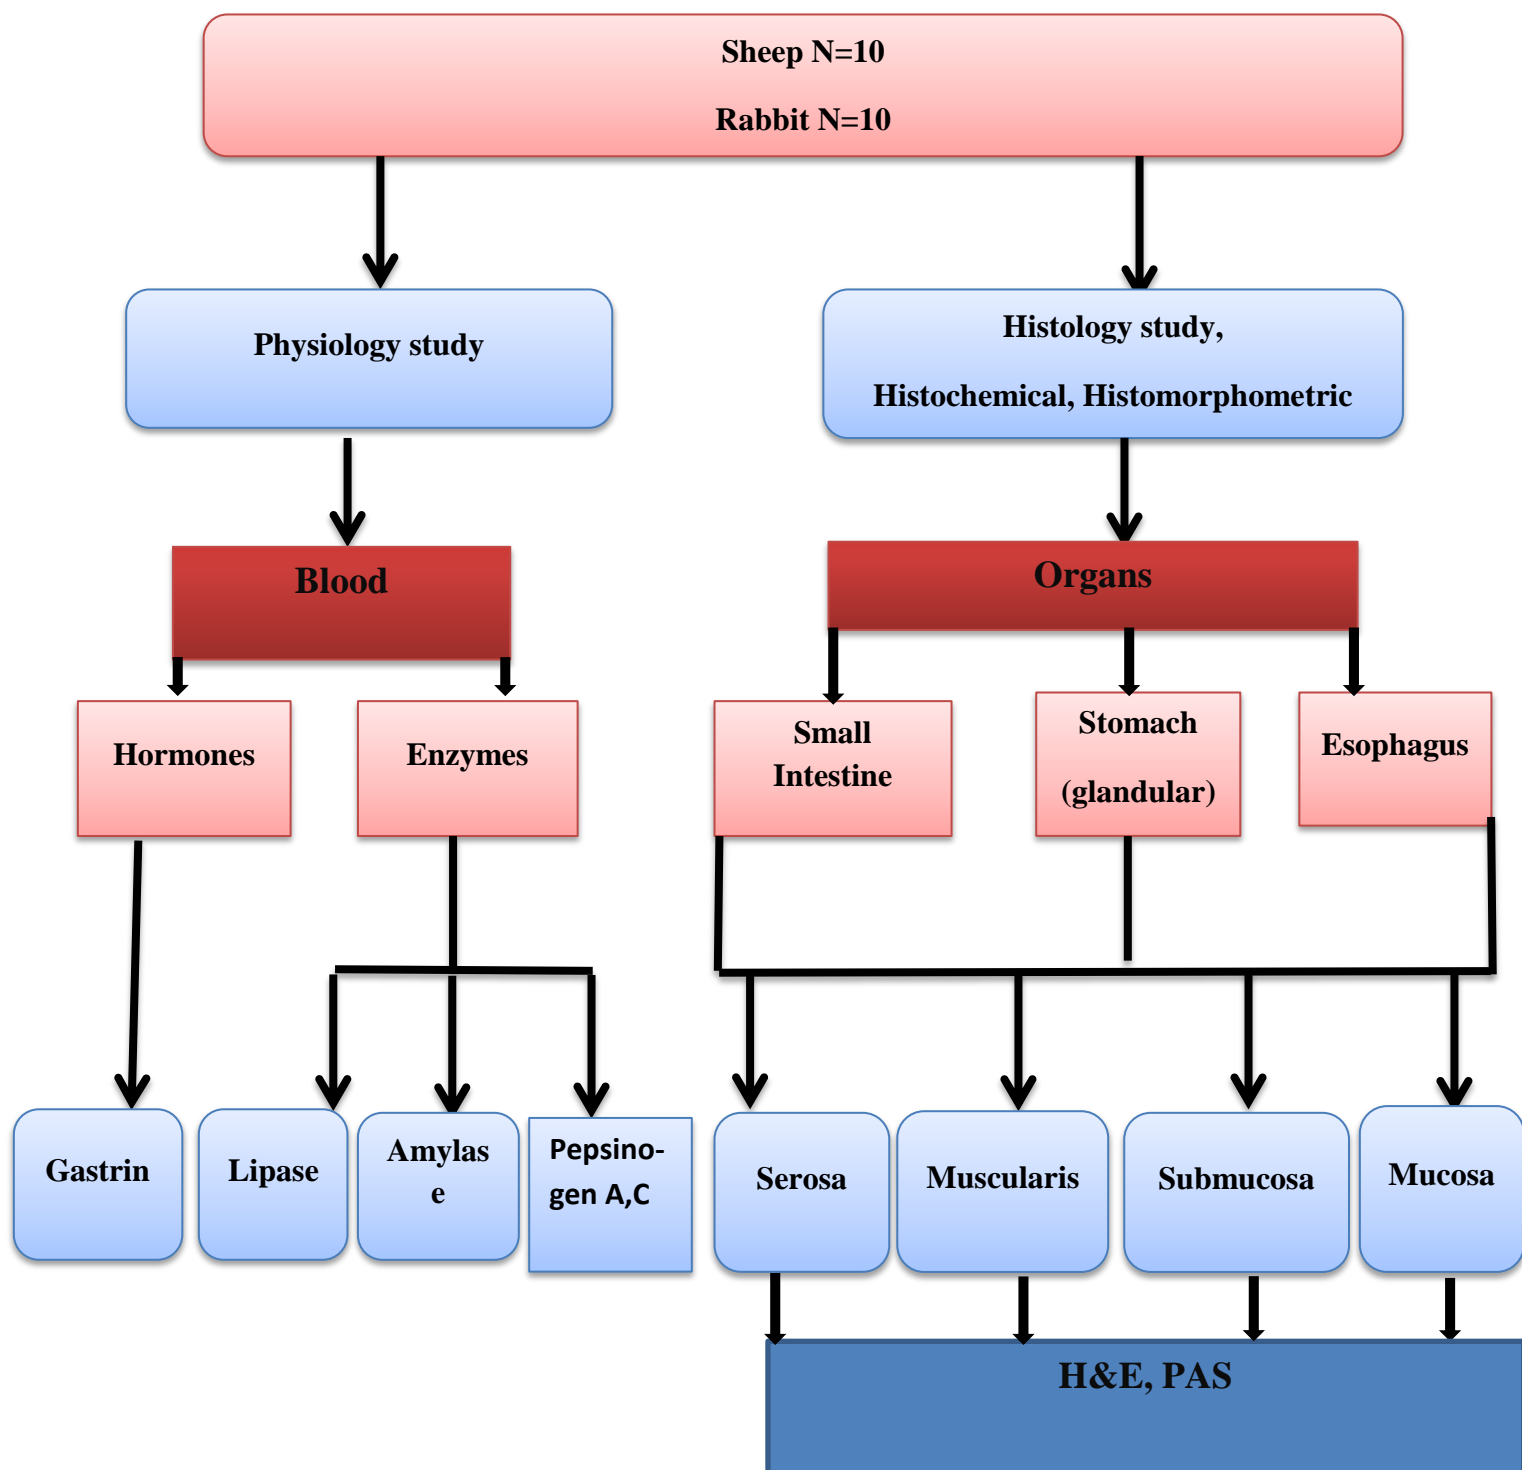 Sheep N=10
Rabbit N=10
Physiology study
Histology study,
Histochemical, Histomorphometric
Blood
Organs
Hormones
Enzymes
Small
Intestine
Stomach
(glandular)
Esophagus
Gastrin
Lipase
Amylas
e
Pepsino-
gen A,C
Serosa
Muscularis
Submucosa
Mucosa
H&E, PAS